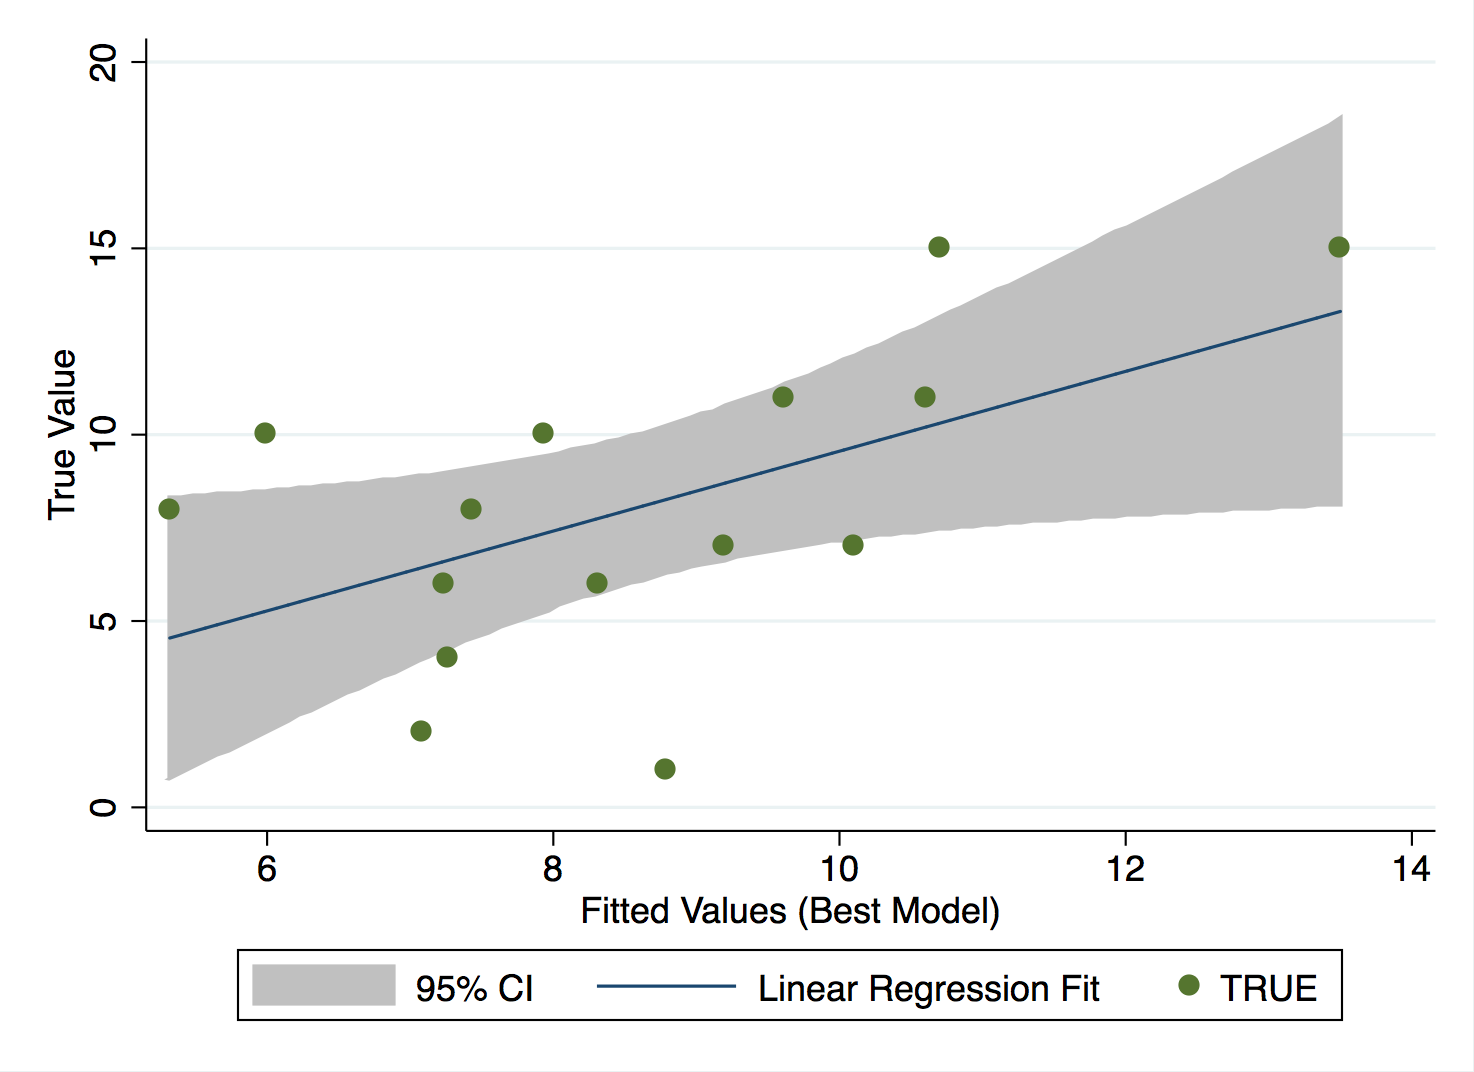 20
15
10
5
0
True Value
6 8 10 12 14
Fitted Values (Best Model)
95% CI Linear Regression Fit TRUE